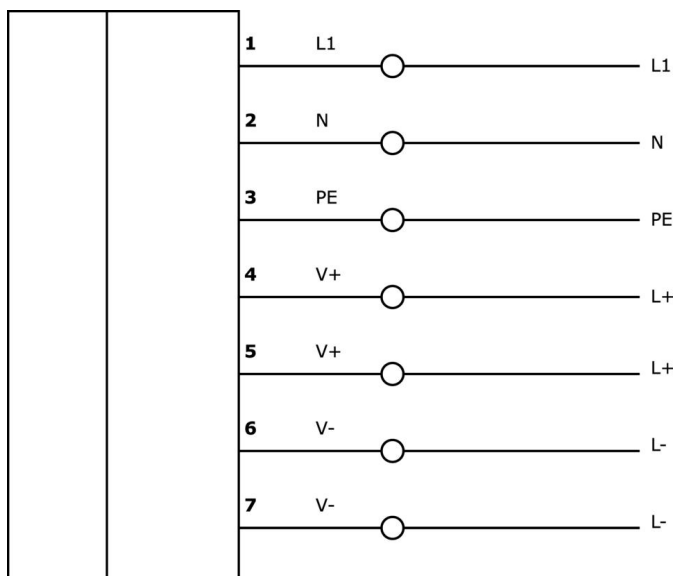 1 L1 L1
2 N N
3 PE PE
4 V+ L+
5 V+ L+
6 V- L-
7 V- L-